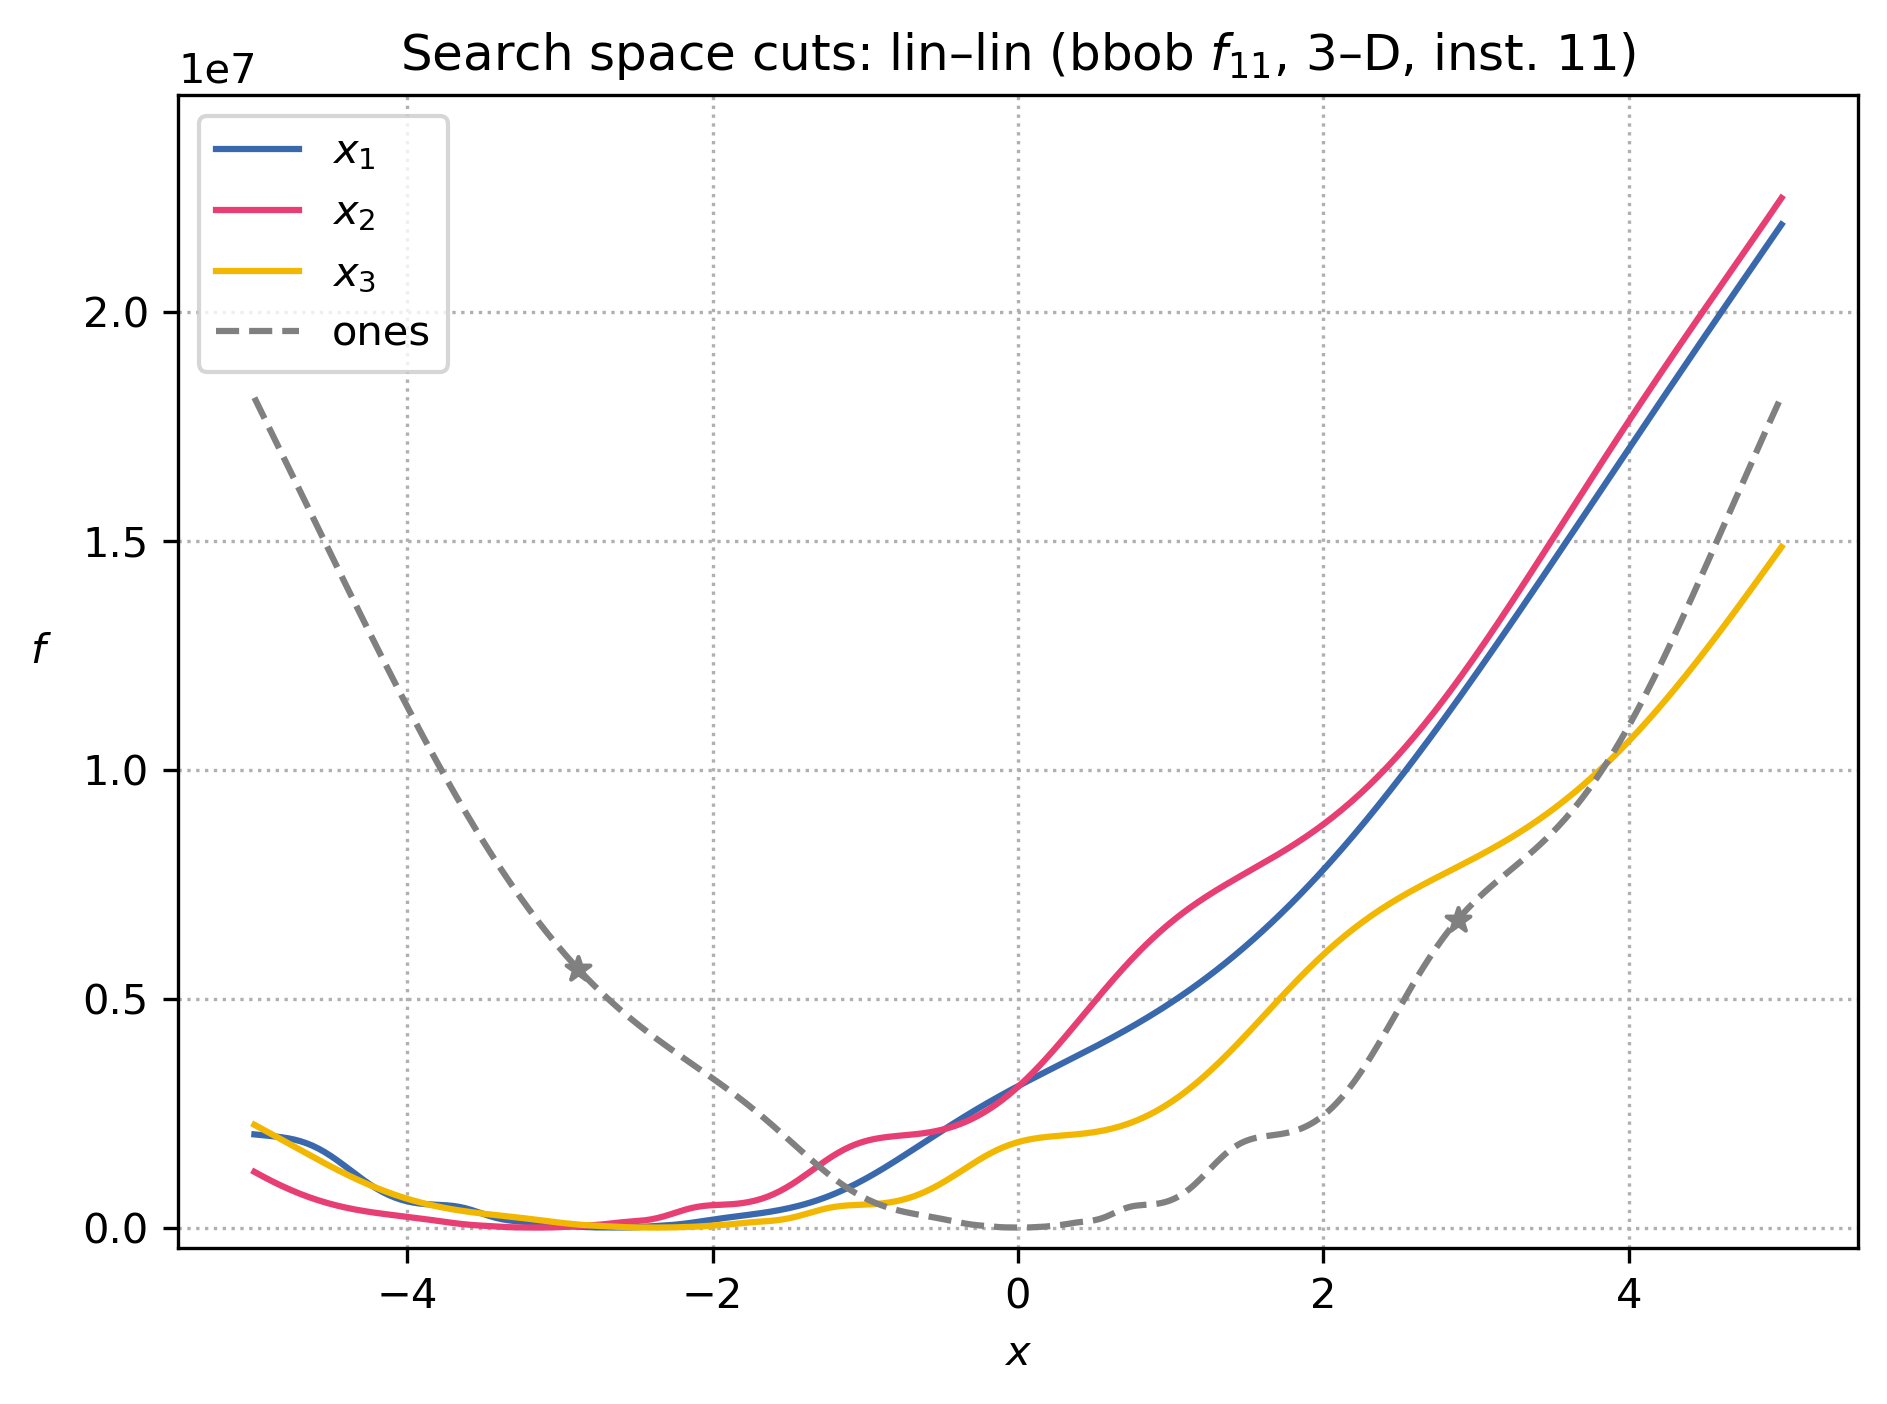 Search space cuts: lin–lin (bbob f₁₁, 3–D, inst. 11)
1e7
x₁
x₂
x₃
ones
2.0
1.5
1.0
0.5
0.0
f
−4 −2 0 2 4
x